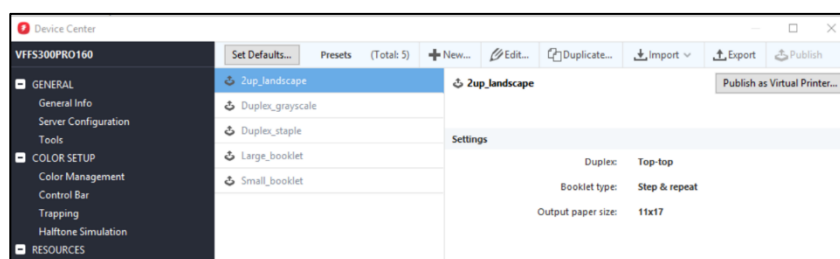 Device Center
VFFS300PRO160
Set Defaults... Presets (Total: 5) New... Edit... Duplicate... Import Export Publish
GENERAL
General Info
Server Configuration
Tools
COLOR SETUP
Color Management
Control Bar
Trapping
Halftone Simulation
RESOURCES
2up_landscape
Duplex_grayscale
Duplex_staple
Large_booklet
Small_booklet
2up_landscape Publish as Virtual Printer...
Settings
Duplex: Top-top
Booklet type: Step & repeat
Output paper size: 11x17